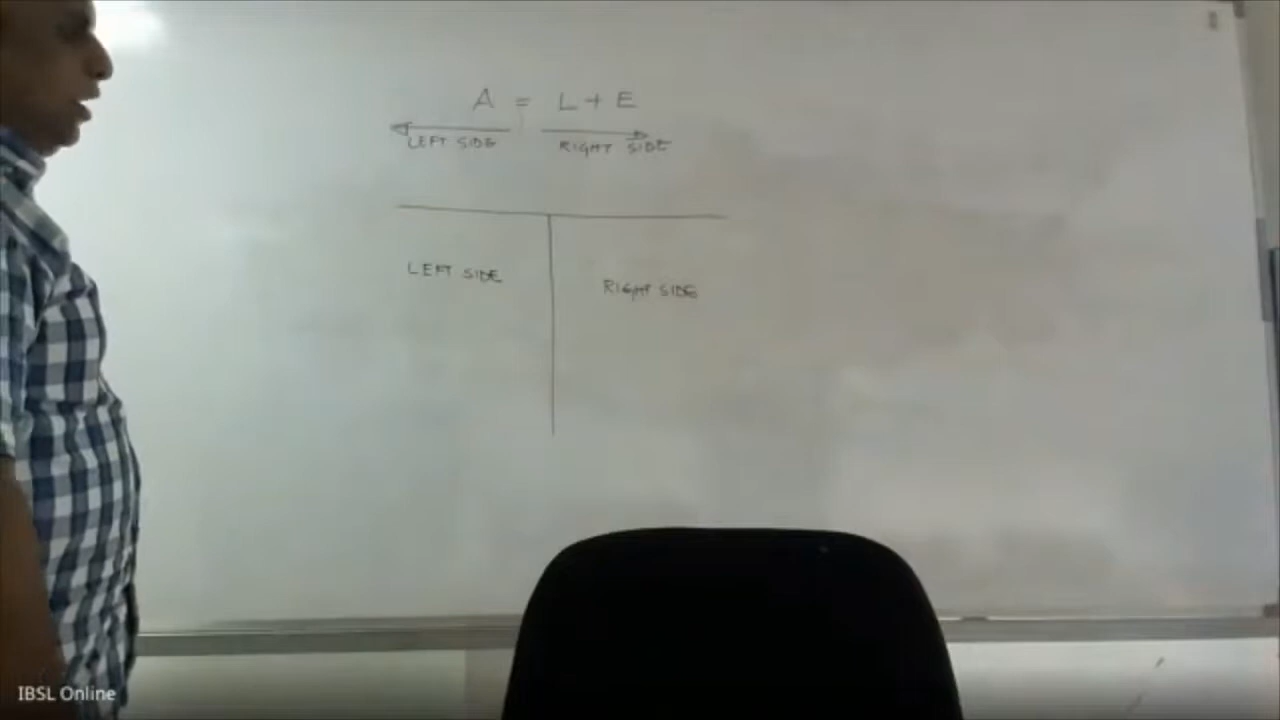 A = L + E
LEFT SIDE RIGHT SIDE
LEFT SIDE RIGHT SIDE
IBSL Online